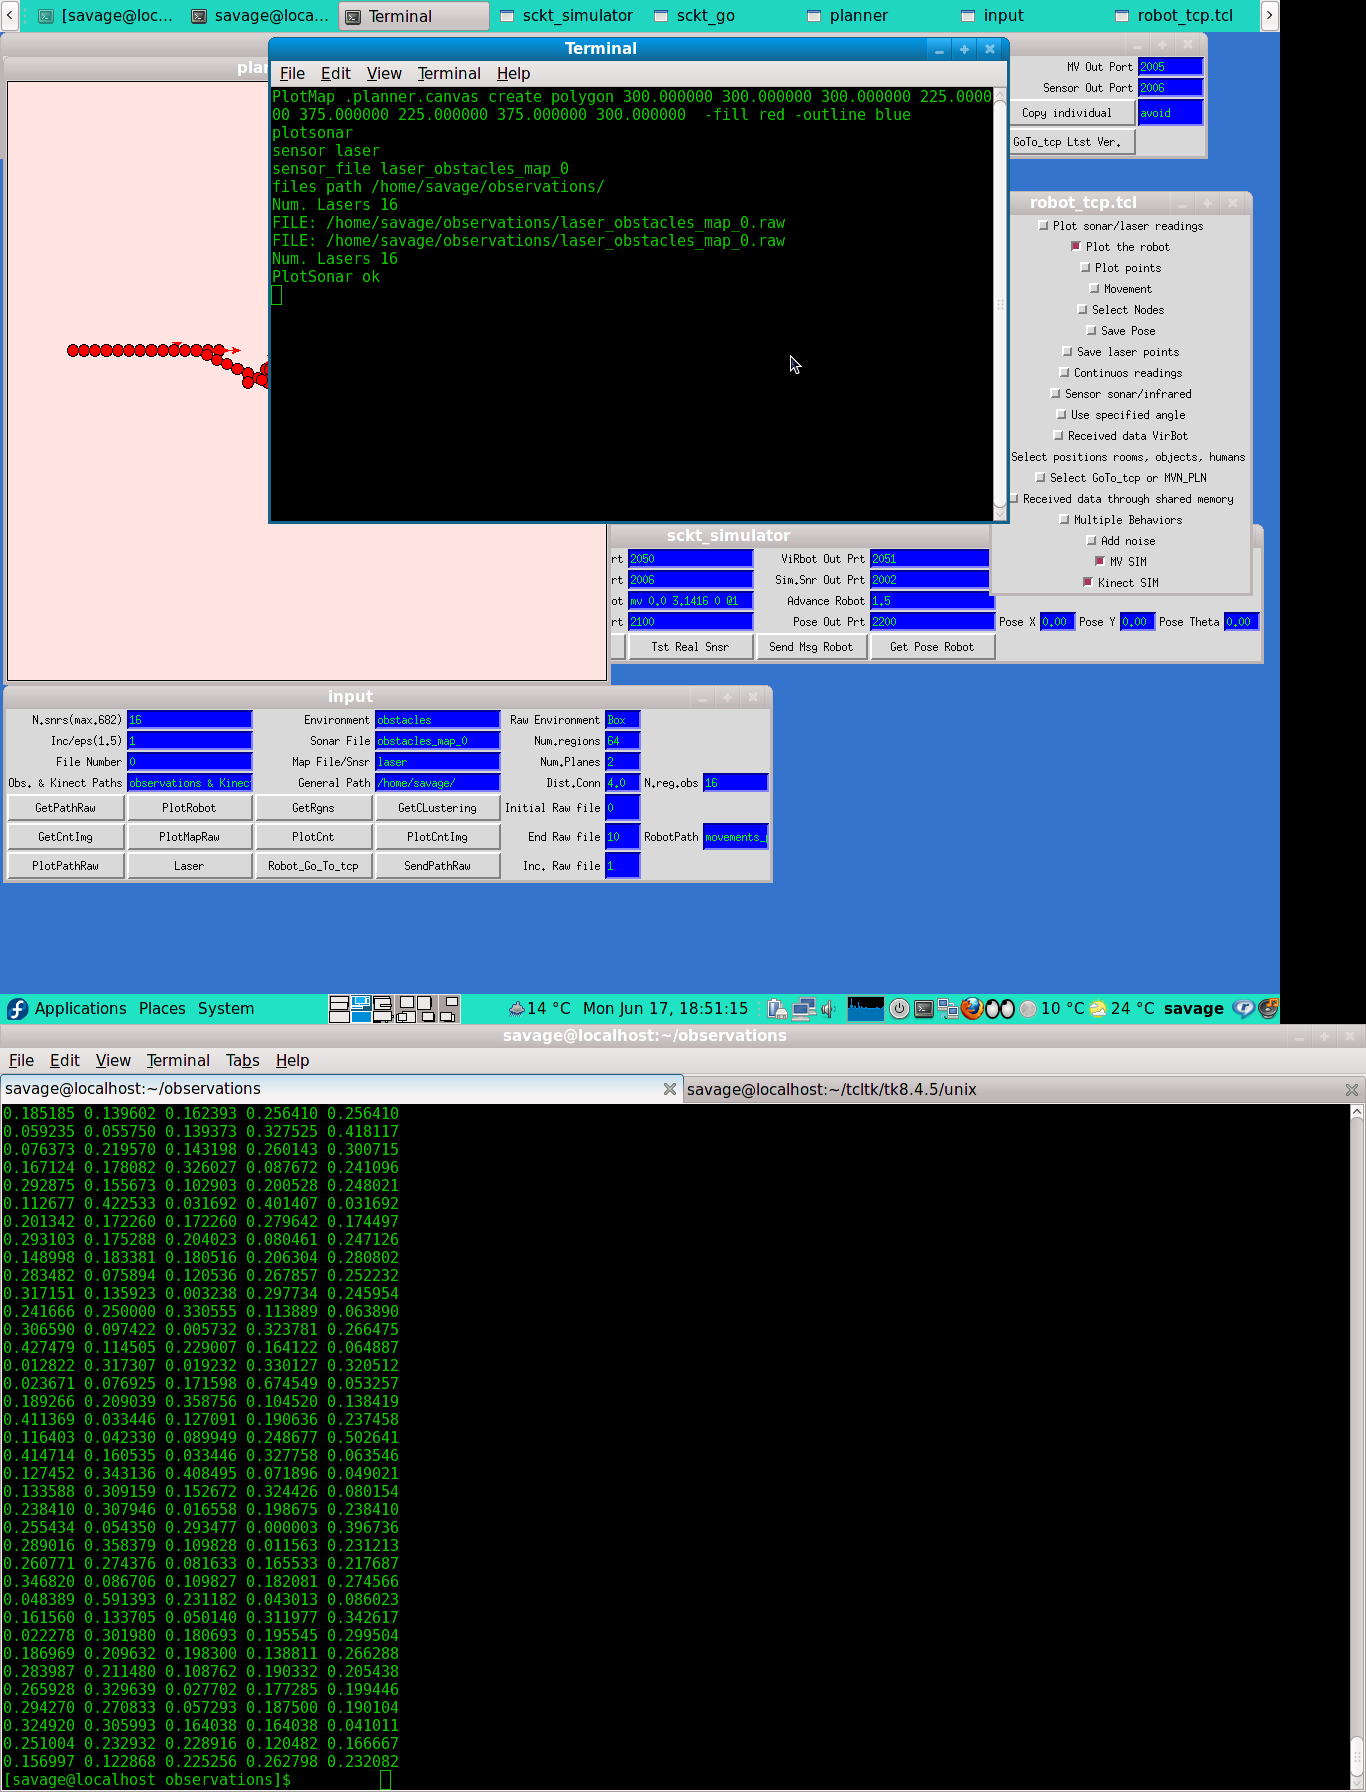 [savage@loc...
savage@loca...
Terminal
sckt_simulator
sckt_go
planner
input
robot_tcp.tcl
Terminal
File Edit View Terminal Help
PlotMap .planner.canvas create polygon 300.000000 300.000000 300.000000 225.0000
00 375.000000 225.000000 375.000000 300.000000  -fill red -outline blue
plotsonar
sensor laser
sensor_file laser_obstacles_map_0
files path /home/savage/observations/
Num. Lasers 16
FILE: /home/savage/observations/laser_obstacles_map_0.raw
FILE: /home/savage/observations/laser_obstacles_map_0.raw
Num. Lasers 16
PlotSonar ok
MV Out Port 2005
Sensor Out Port 2006
Copy individual avoid
GoTo_tcp Ltst Ver.
robot_tcp.tcl
Plot sonar/laser readings
Plot the robot
Plot points
Movement
Select Nodes
Save Pose
Save laser points
Continuos readings
Sensor sonar/infrared
Use specified angle
Received data VirBot
Select positions rooms, objects, humans
Select GoTo_tcp or MVN_PLN
Received data through shared memory
Multiple Behaviors
Add noise
MV SIM
Kinect SIM
sckt_simulator
2050 ViRbot Out Prt 2051
2006 Sim.Snr Out Prt 2002
mv 0.0 3.1416 0 @1 Advance Robot 1.5
2100 Pose Out Prt 2200 Pose X 0.00 Pose Y 0.00 Pose Theta 0.00
Tst Real Snsr Send Msg Robot Get Pose Robot
input
N.snrs(max.682) 16 Environment obstacles Raw Environment Box
Inc/eps(1.5) 1 Sonar File obstacles_map_0 Num.regions 64
File Number 0 Map File/Snsr laser Num.Planes 2
Obs. & Kinect Paths observations & Kinect General Path /home/savage/ Dist.Conn 4.0 N.reg.obs 16
GetPathRaw PlotRobot GetRgns GetCLustering Initial Raw file 0
GetCntImg PlotMapRaw PlotCnt PlotCntImg End Raw file 10 RobotPath movements_
PlotPathRaw Laser Robot_Go_To_tcp SendPathRaw Inc. Raw file 1
Applications Places System 14 °C Mon Jun 17, 18:51:15 10 °C 24 °C savage
savage@localhost:~/observations
File Edit View Terminal Tabs Help
savage@localhost:~/observations savage@localhost:~/tcltk/tk8.4.5/unix
0.185185 0.139602 0.162393 0.256410 0.256410
0.059235 0.055750 0.139373 0.327525 0.418117
0.076373 0.219570 0.143198 0.260143 0.300715
0.167124 0.178082 0.326027 0.087672 0.241096
0.292875 0.155673 0.102903 0.200528 0.248021
0.112677 0.422533 0.031692 0.401407 0.031692
0.201342 0.172260 0.172260 0.279642 0.174497
0.293103 0.175288 0.204023 0.080461 0.247126
0.148998 0.183381 0.180516 0.206304 0.280802
0.283482 0.075894 0.120536 0.267857 0.252232
0.317151 0.135923 0.003238 0.297734 0.245954
0.241666 0.250000 0.330555 0.113889 0.063890
0.306590 0.097422 0.005732 0.323781 0.266475
0.427479 0.114505 0.229007 0.164122 0.064887
0.012822 0.317307 0.019232 0.330127 0.320512
0.023671 0.076925 0.171598 0.674549 0.053257
0.189266 0.209039 0.358756 0.104520 0.138419
0.411369 0.033446 0.127091 0.190636 0.237458
0.116403 0.042330 0.089949 0.248677 0.502641
0.414714 0.160535 0.033446 0.327758 0.063546
0.127452 0.343136 0.408495 0.071896 0.049021
0.133588 0.309159 0.152672 0.324426 0.080154
0.238410 0.307946 0.016558 0.198675 0.238410
0.255434 0.054350 0.293477 0.000003 0.396736
0.289016 0.358379 0.109828 0.011563 0.231213
0.260771 0.274376 0.081633 0.165533 0.217687
0.346820 0.086706 0.109827 0.182081 0.274566
0.048389 0.591393 0.231182 0.043013 0.086023
0.161560 0.133705 0.050140 0.311977 0.342617
0.022278 0.301980 0.180693 0.195545 0.299504
0.186969 0.209632 0.198300 0.138811 0.266288
0.283987 0.211480 0.108762 0.190332 0.205438
0.265928 0.329639 0.027702 0.177285 0.199446
0.294270 0.270833 0.057293 0.187500 0.190104
0.324920 0.305993 0.164038 0.164038 0.041011
0.251004 0.232932 0.228916 0.120482 0.166667
0.156997 0.122868 0.225256 0.262798 0.232082
[savage@localhost observations]$